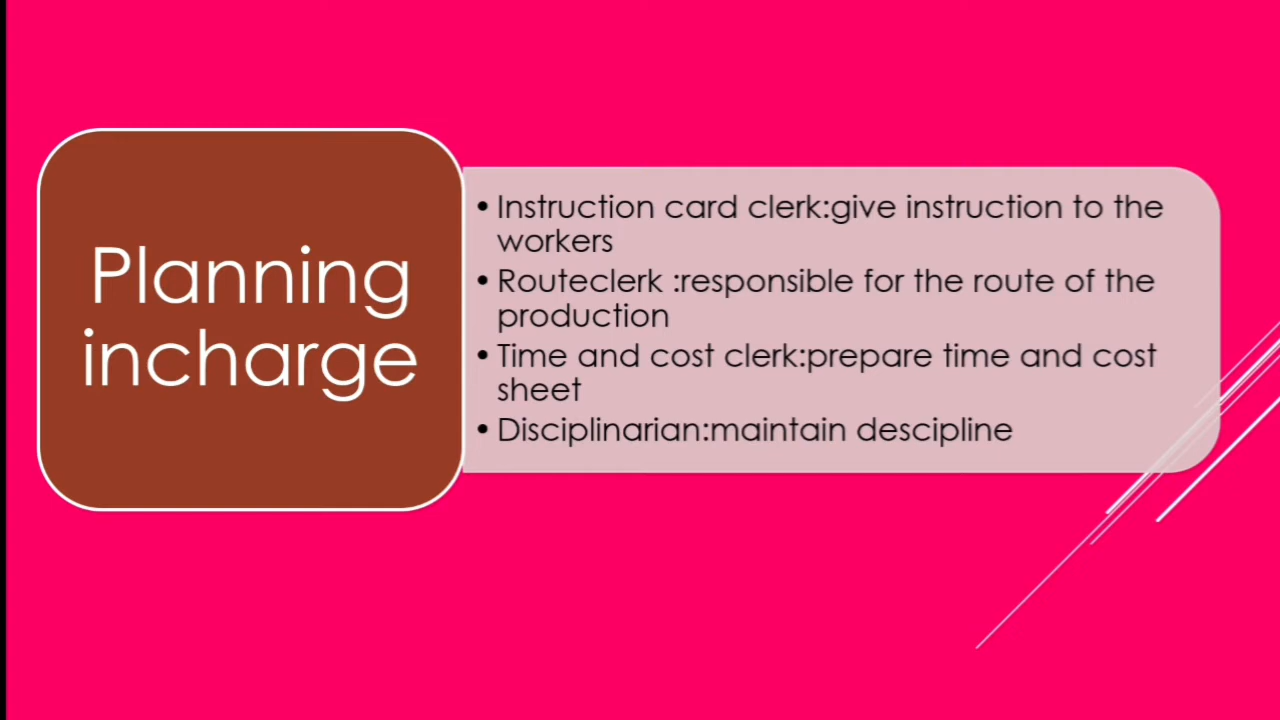 Planning
incharge
• Instruction card clerk:give instruction to the
workers
• Routeclerk :responsible for the route of the
production
• Time and cost clerk:prepare time and cost
sheet
• Disciplinarian:maintain descipline